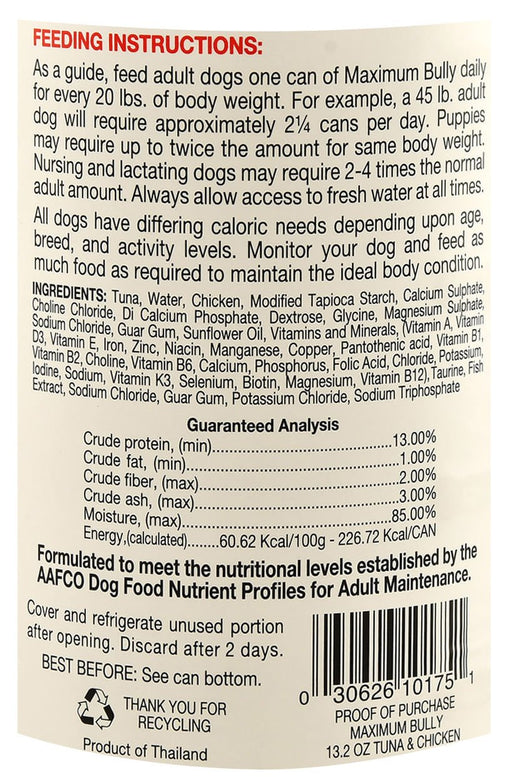 FEEDING INSTRUCTIONS:
As a guide, feed adult dogs one can of Maximum Bully daily
for every 20 lbs. of body weight. For example, a 45 lb. adult
dog will require approximately 2¼ cans per day. Puppies
may require up to twice the amount for same body weight.
Nursing and lactating dogs may require 2-4 times the normal
adult amount. Always allow access to fresh water at all times.
All dogs have differing caloric needs depending upon age,
breed, and activity levels. Monitor your dog and feed as
much food as required to maintain the ideal body condition.
INGREDIENTS: Tuna, Water, Chicken, Modified Tapioca Starch, Calcium Sulphate,
Choline Chloride, Di Calcium Phosphate, Dextrose, Glycine, Magnesium Sulphate,
Sodium Chloride, Guar Gum, Sunflower Oil, Vitamins and Minerals, (Vitamin A, Vitamin
D3, Vitamin E, Iron, Zinc, Niacin, Manganese, Copper, Pantothenic acid, Vitamin B1,
Vitamin B2, Choline, Vitamin B6, Calcium, Phosphorus, Folic Acid, Chloride, Potassium,
Iodine, Sodium, Vitamin K3, Selenium, Biotin, Magnesium, Vitamin B12), Taurine, Fish
Extract, Sodium Chloride, Guar Gum, Potassium Chloride, Sodium Triphosphate
Guaranteed Analysis
Crude protein, (min)..........................13.00%
Crude fat, (min)..............................1.00%
Crude fiber, (max)............................2.00%
Crude ash, (max)..............................3.00%
Moisture, (max)..............................85.00%
Energy,(calculated).......60.62 Kcal/100g - 226.72 Kcal/CAN
Formulated to meet the nutritional levels established by the
AAFCO Dog Food Nutrient Profiles for Adult Maintenance.
Cover and refrigerate unused portion
after opening. Discard after 2 days.
BEST BEFORE: See can bottom.
THANK YOU FOR
RECYCLING
Product of Thailand
0 30626 10175 1
PROOF OF PURCHASE
MAXIMUM BULLY
13.2 OZ TUNA & CHICKEN